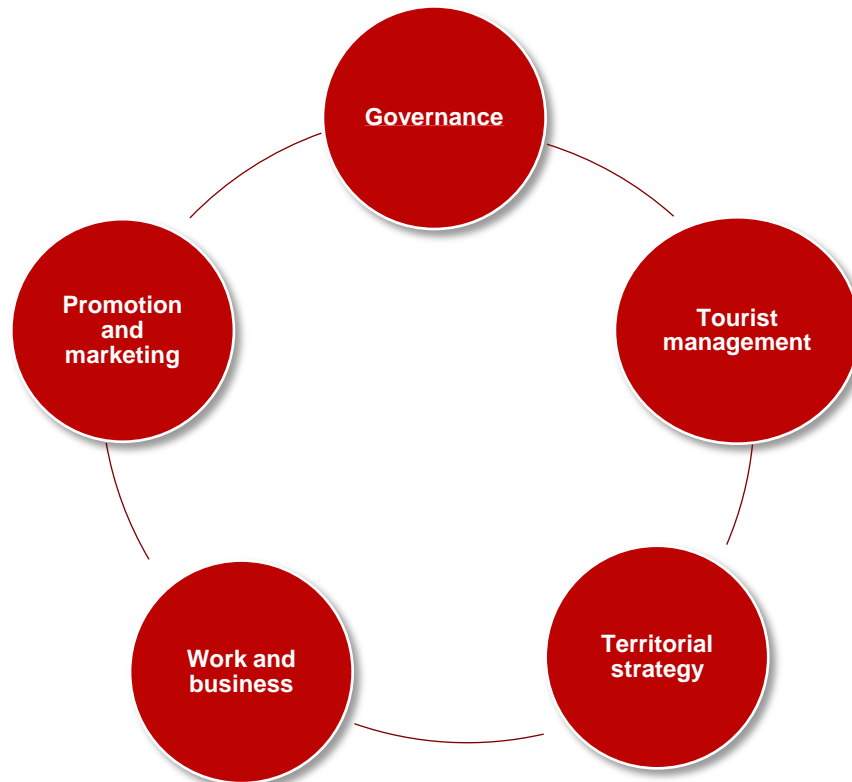 Governance
Tourist
management
Territorial
strategy
Work and
business
Promotion
and
marketing